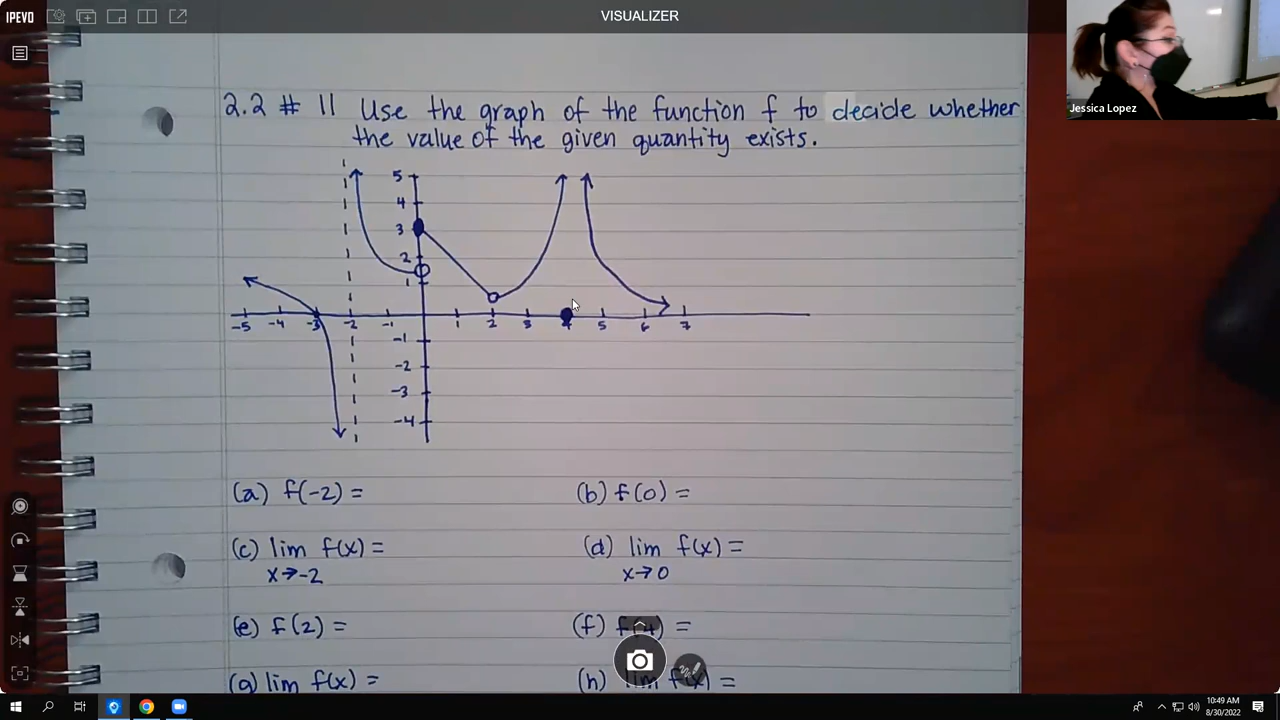 IPEVO
VISUALIZER
Jessica Lopez
2.2 # 11 Use the graph of the function f to decide whether
the value of the given quantity exists.
5
4
3
2
1
-5 -4 -3 -2 -1 1 2 3 4 5 6 7
-1
-2
-3
-4
(a) f(-2) = (b) f(0) =
(c) lim f(x) = (d) lim f(x) =
x→-2 x→0
(e) f(2) = (f) f(4) =
(g) lim f(x) = (h) lim f(x) =
10:49 AM
8/30/2022